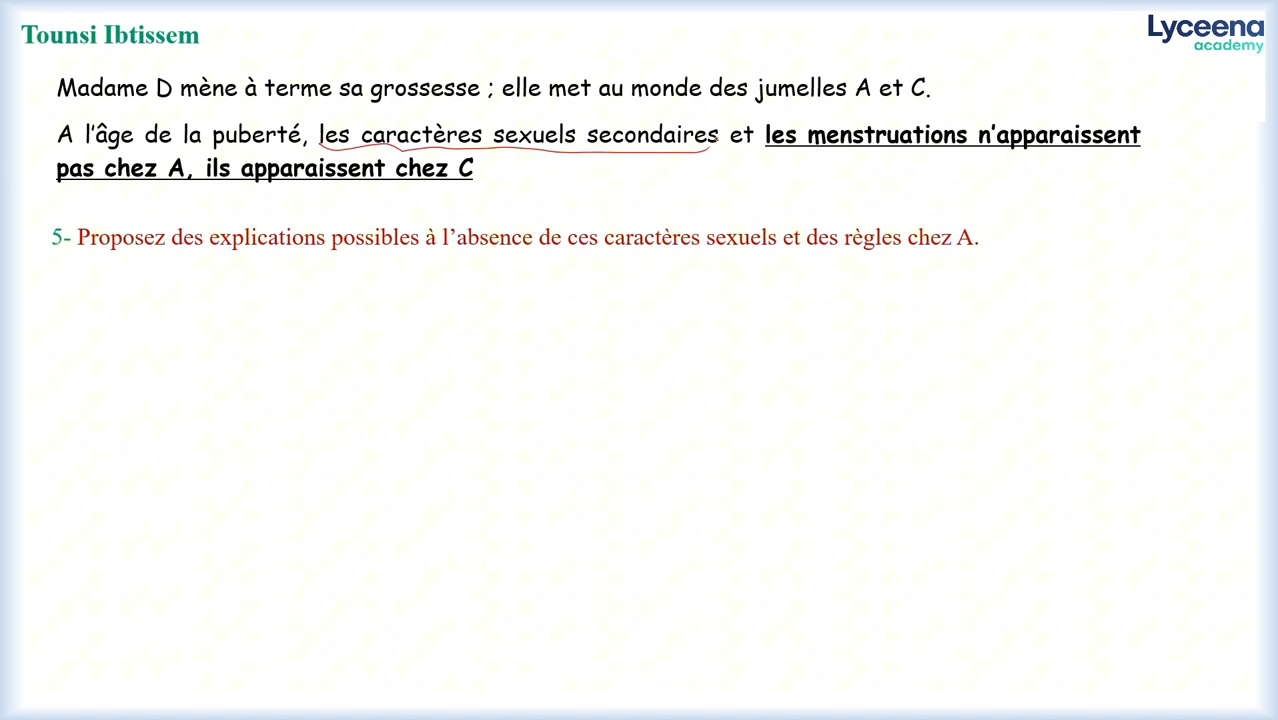 Tounsi Ibtissem
Lyceena
academy
Madame D mène à terme sa grossesse ; elle met au monde des jumelles A et C.
A l'âge de la puberté, les caractères sexuels secondaires et les menstruations n'apparaissent
pas chez A, ils apparaissent chez C
5- Proposez des explications possibles à l'absence de ces caractères sexuels et des règles chez A.